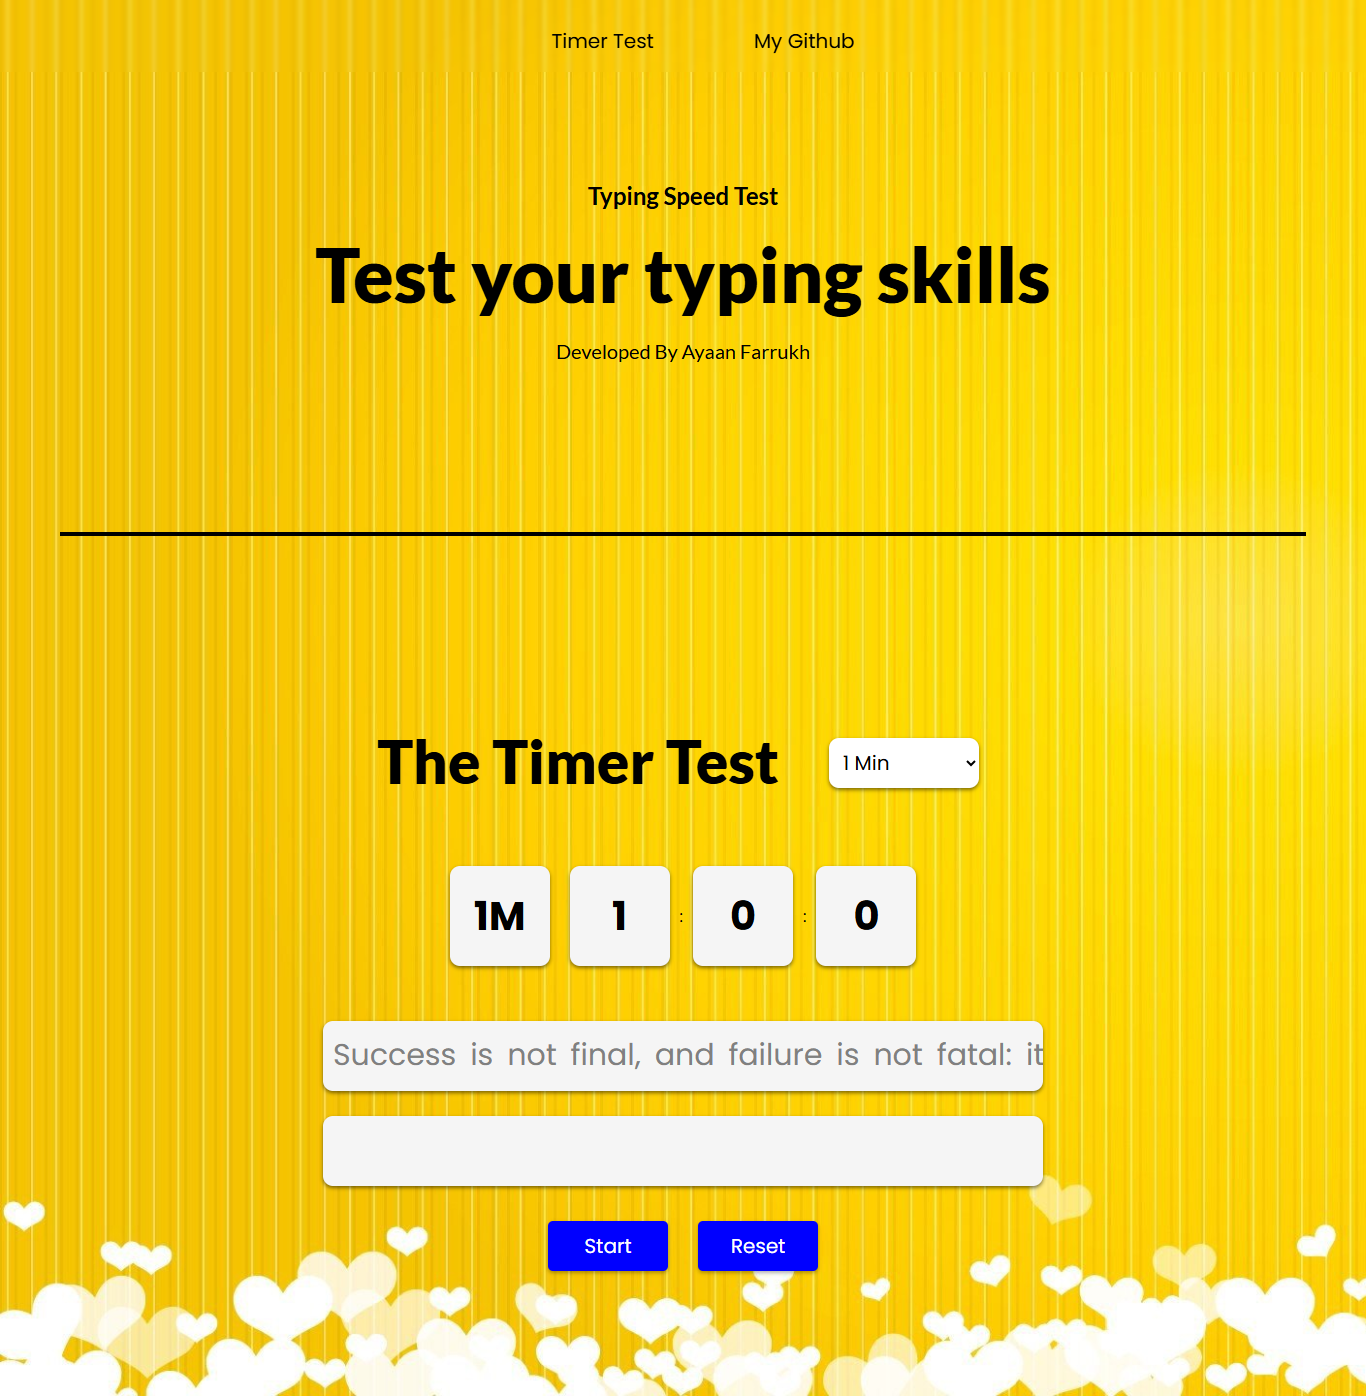 Timer Test My Github
Typing Speed Test
Test your typing skills
Developed By Ayaan Farrukh
The Timer Test 1 Min
1M 1 : 0 : 0
Success is not final, and failure is not fatal: it
Start Reset